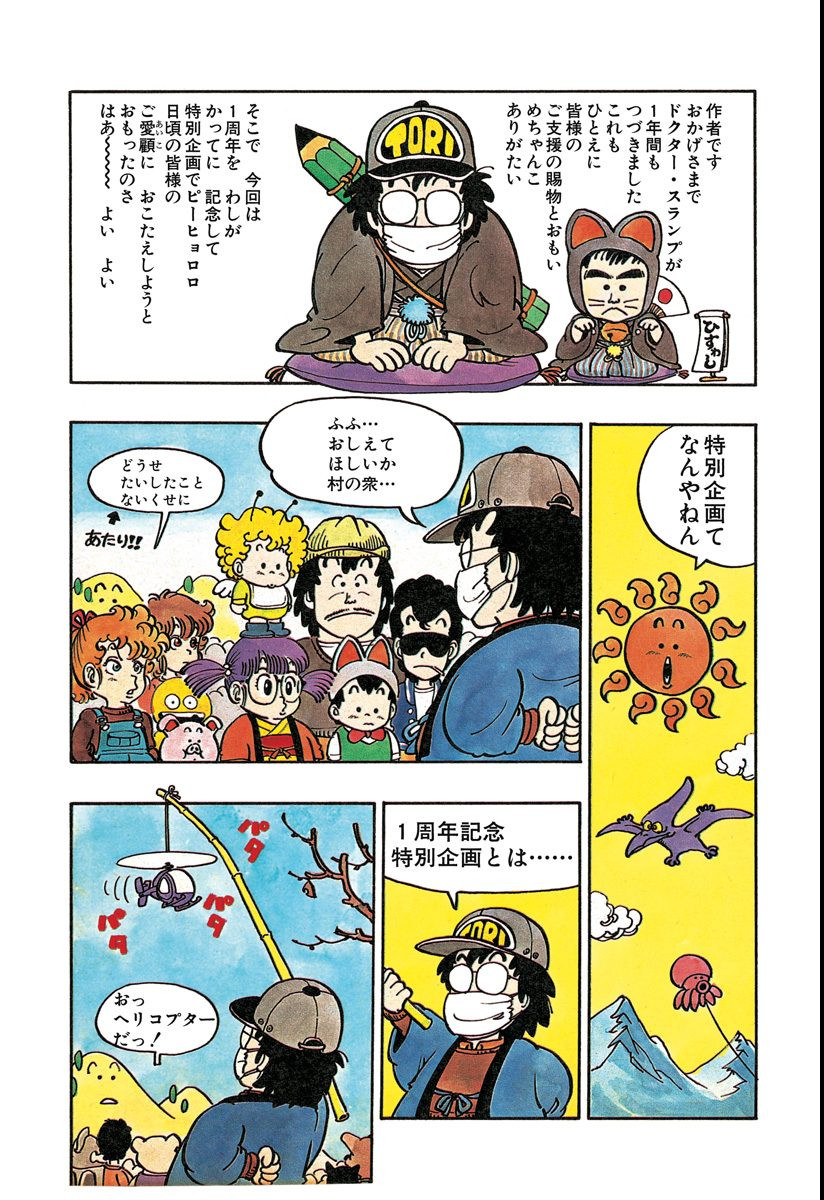 作者です
おかげさまで
ドクター・スランプが
1年間も
つづきました
これも
ひとえに
皆様の
ご支援の賜物とおもい
めちゃんこ
ありがたい
そこで 今回は
1周年を わしが
かってに 記念して
特別企画でピーヒョロロ
日頃の皆様の
ご愛顧に おこたえしようと
あいこ
おもったのさ
はあ〜〜〜〜 よい よい
TORI
ひすゃし
特別企画て
なんやねん
ふふ…
おしえて
ほしいか
村の衆…
どうせ
たいしたこと
ないくせに
あたり!!
1周年記念
特別企画とは……
TORI
パタ
パタ
パタ
おっ
ヘリコプター
だっ!